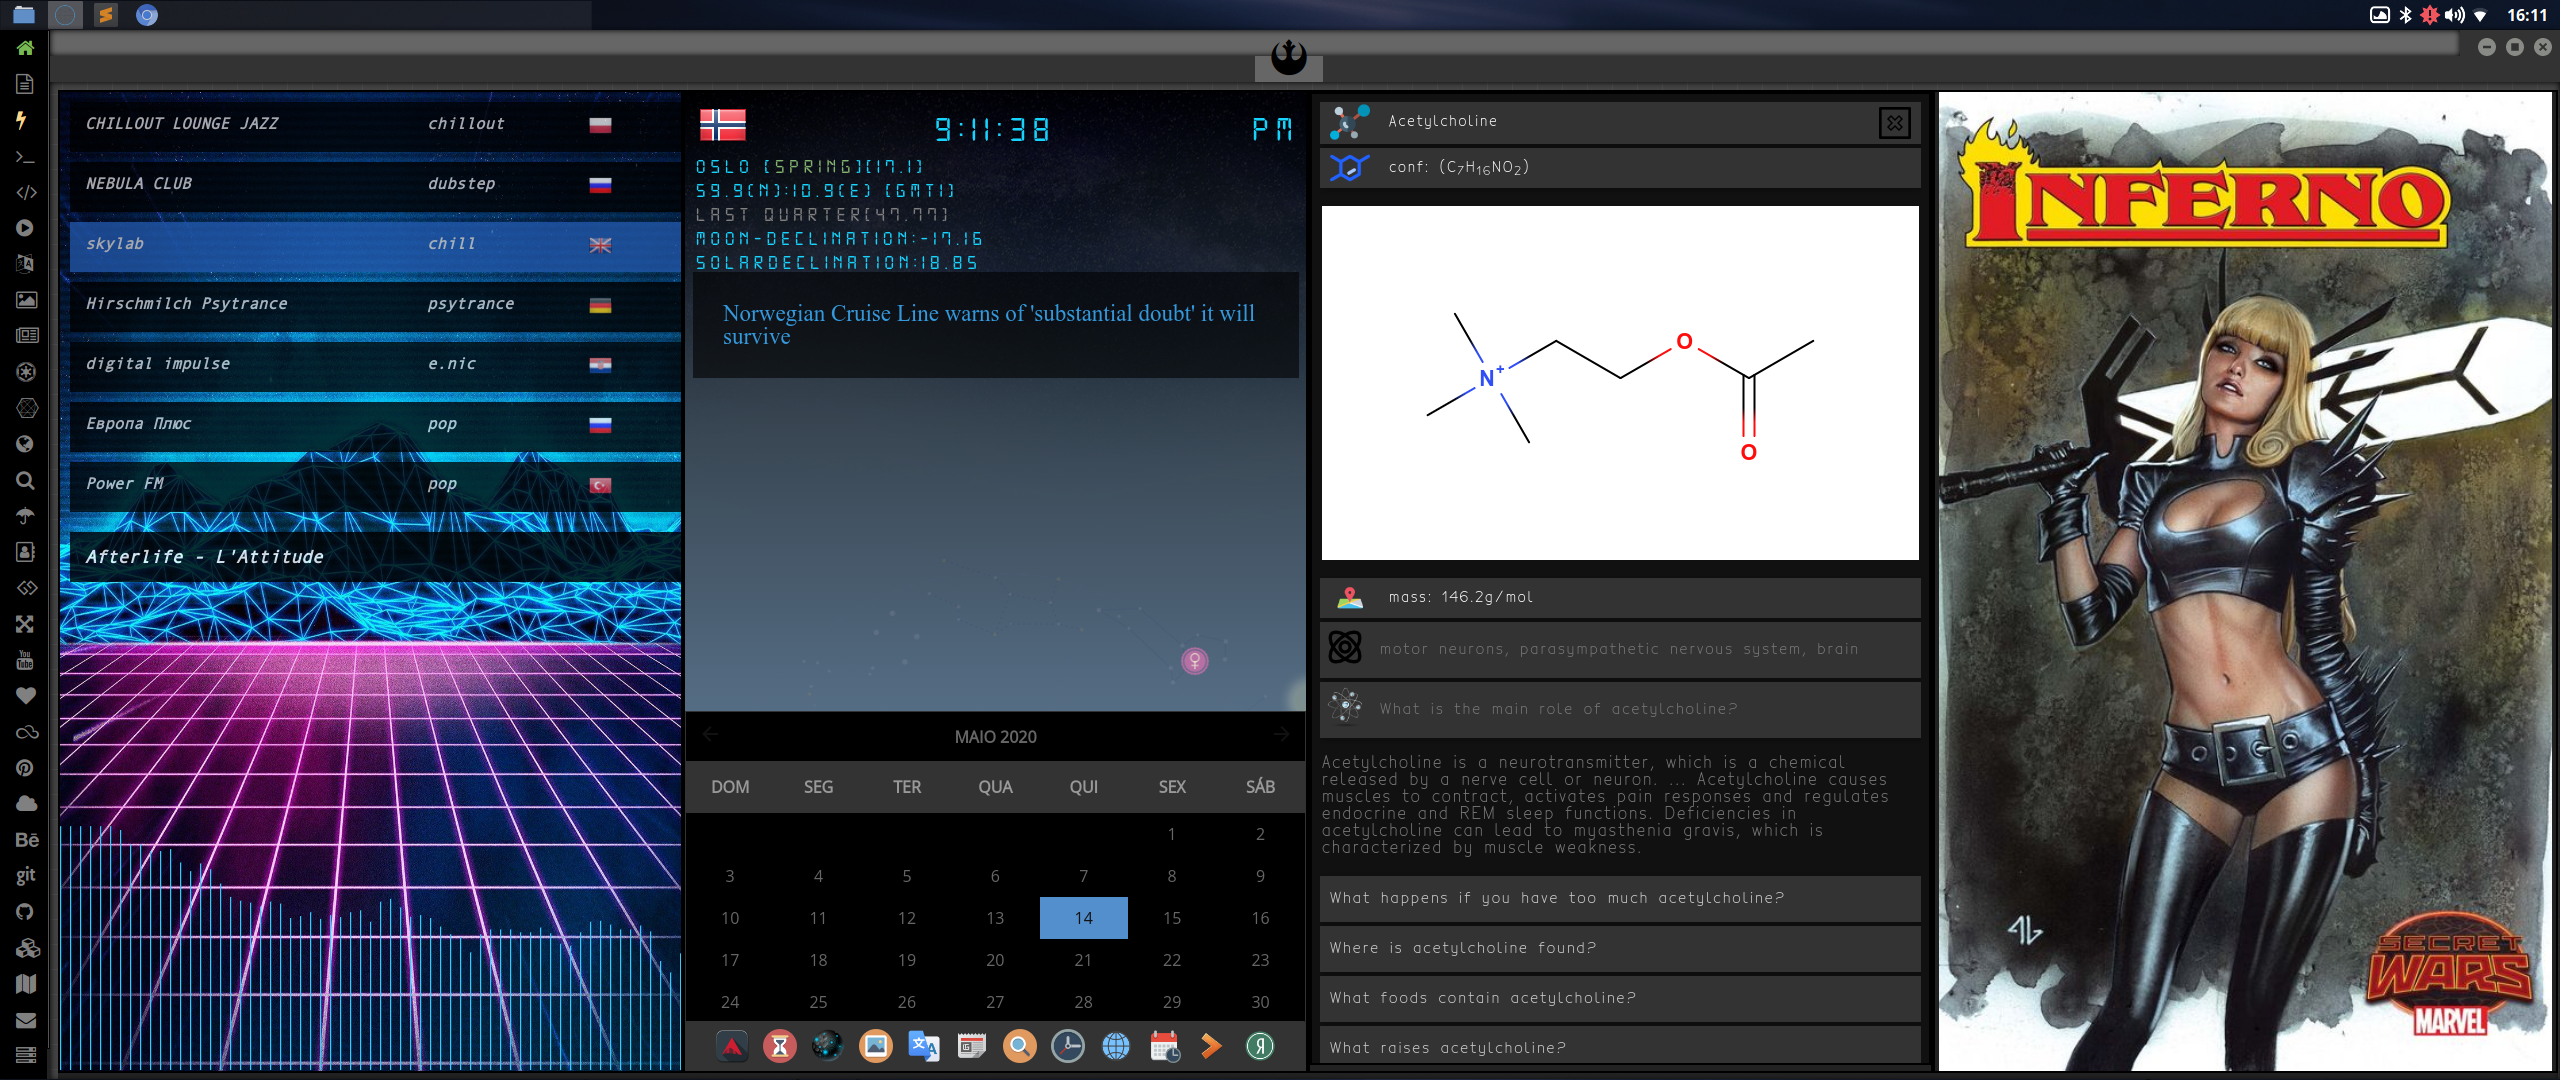 16:11
CHILLOUT LOUNGE JAZZ chillout
NEBULA CLUB dubstep
skylab chill
Hirschmilch Psytrance psytrance
digital impulse e.nic
Европа Плюс pop
Power FM pop
Afterlife - L'Attitude
You
Tube
Bē
git
9:11:38 PM
OSLO (SPRING)(17.1)
59.9(N):10.9(E) (GMT1)
LAST QUARTER(47.77)
MOON-DECLINATION:-17.16
SOLARDECLINATION:18.85
Norwegian Cruise Line warns of 'substantial doubt' it will
survive
MAIO 2020
DOM SEG TER QUA QUI SEX SÁB
1 2
3 4 5 6 7 8 9
10 11 12 13 14 15 16
17 18 19 20 21 22 23
24 25 26 27 28 29 30
Acetylcholine
conf: (C7H16NO2)
N+
O
O
mass: 146.2g/mol
motor neurons, parasympathetic nervous system, brain
What is the main role of acetylcholine?
Acetylcholine is a neurotransmitter, which is a chemical
released by a nerve cell or neuron. ... Acetylcholine causes
muscles to contract, activates pain responses and regulates
endocrine and REM sleep functions. Deficiencies in
acetylcholine can lead to myasthenia gravis, which is
characterized by muscle weakness.
What happens if you have too much acetylcholine?
Where is acetylcholine found?
What foods contain acetylcholine?
What raises acetylcholine?
INFERNO
SECRET
WARS
MARVEL